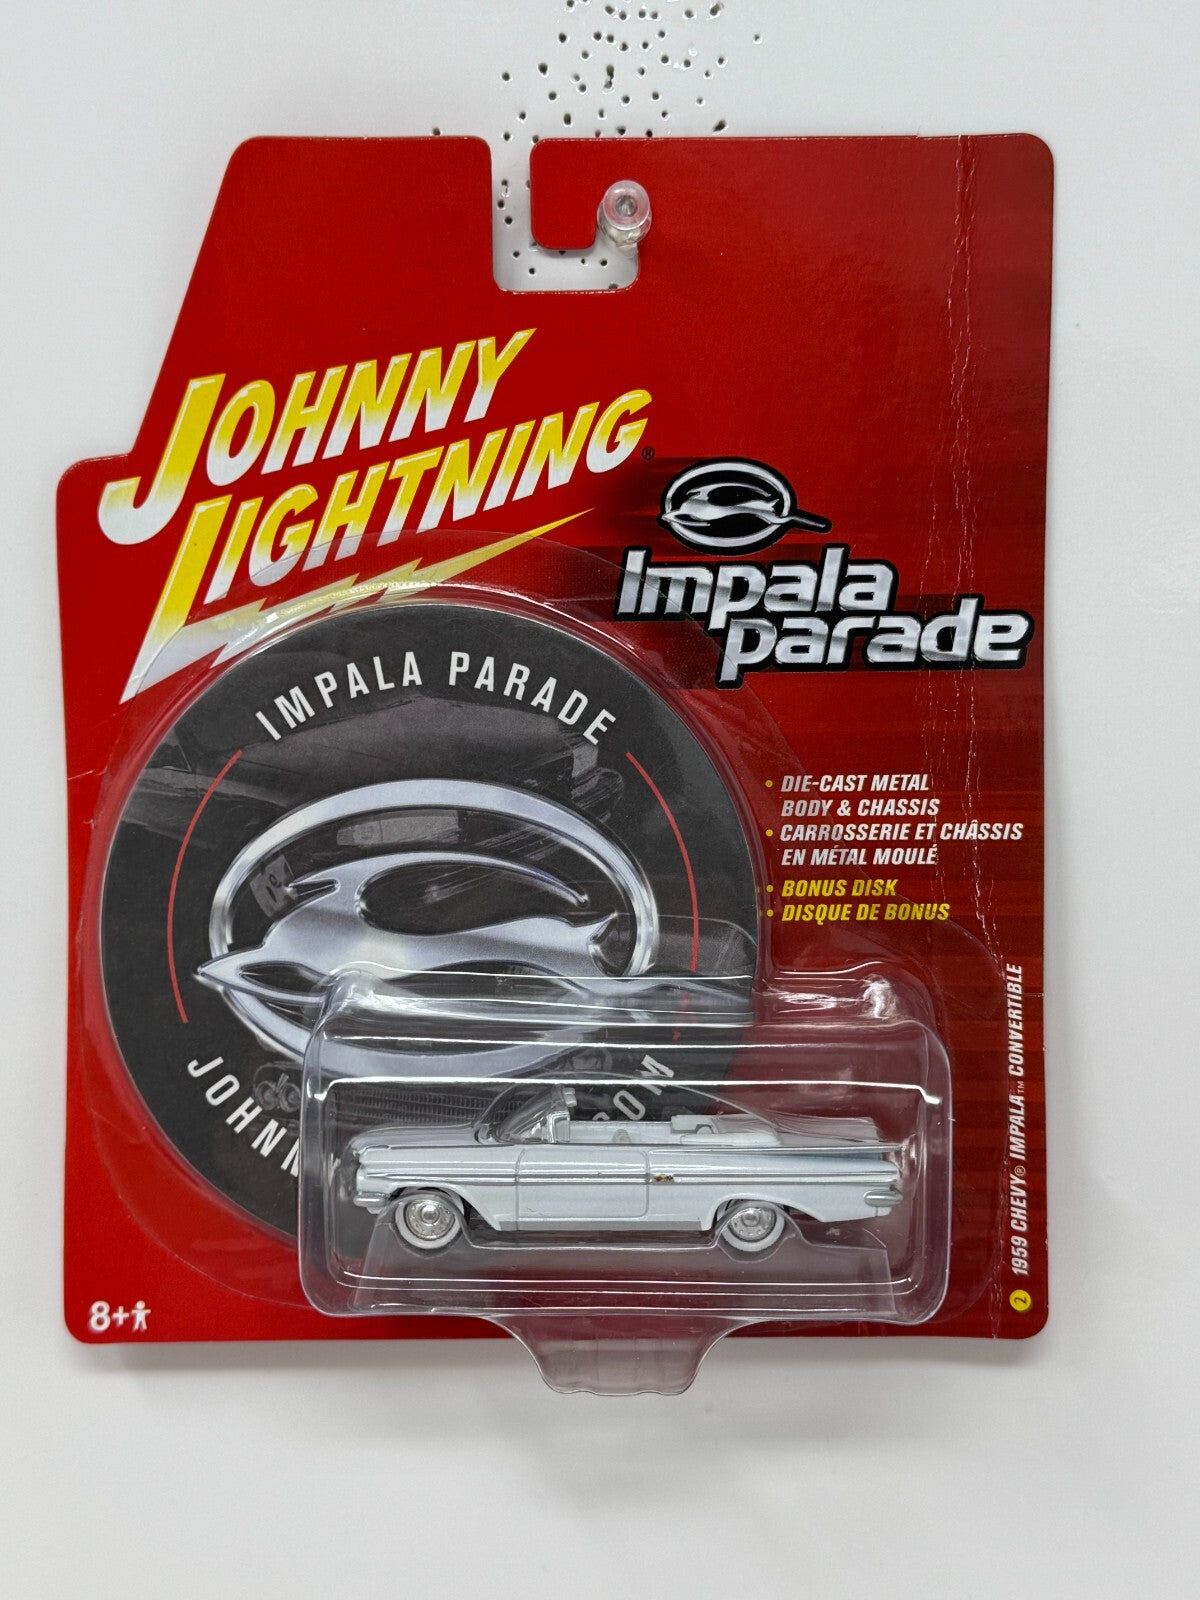 JOHNNY
LIGHTNING®
Impala
parade
IMPALA PARADE
• DIE-CAST METAL
BODY & CHASSIS
• CARROSSERIE ET CHÂSSIS
EN MÉTAL MOULÉ
• BONUS DISK
• DISQUE DE BONUS
2 1959 CHEVY® IMPALA™ CONVERTIBLE
8+